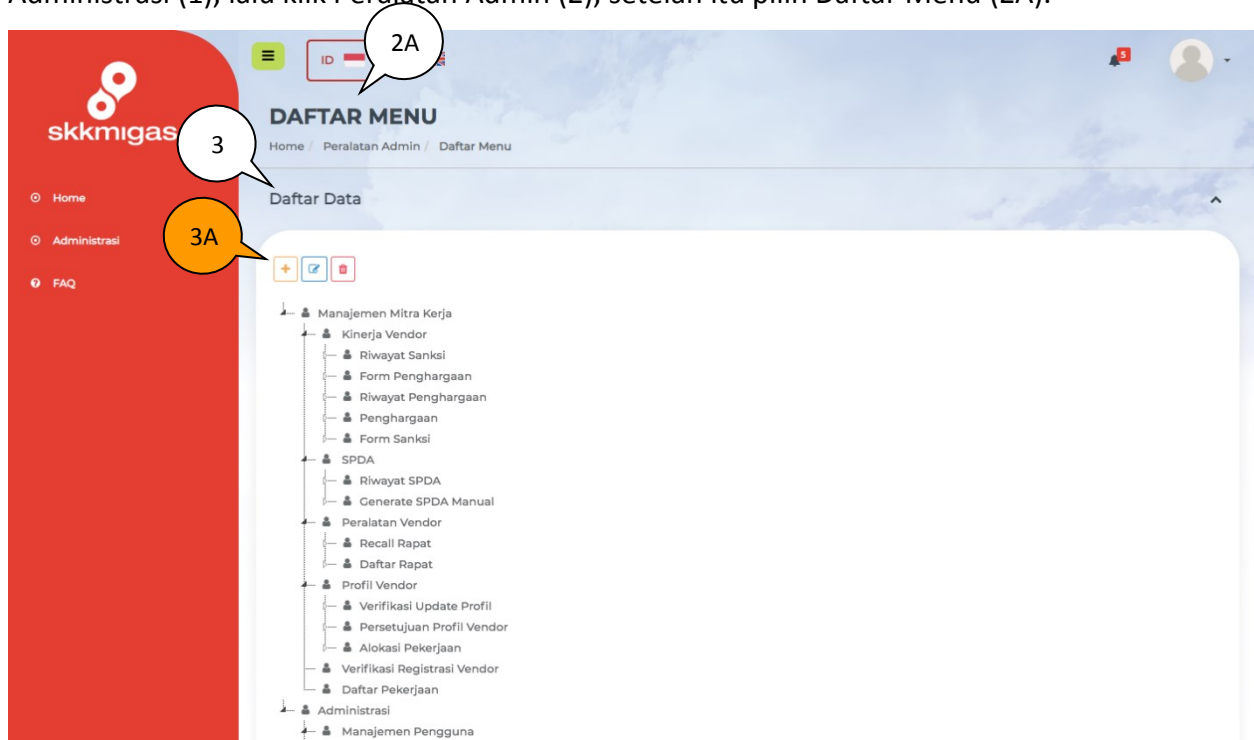 Administrasi (1), lalu klik Peralatan Admin (2), setelah itu pilih Daftar Menu (2A).
2A
ID
5
skkmigas
DAFTAR MENU
3
Home / Peralatan Admin / Daftar Menu
Home
Daftar Data
Administrasi
3A
FAQ
Manajemen Mitra Kerja
Kinerja Vendor
Riwayat Sanksi
Form Penghargaan
Riwayat Penghargaan
Penghargaan
Form Sanksi
SPDA
Riwayat SPDA
Generate SPDA Manual
Peralatan Vendor
Recall Rapat
Daftar Rapat
Profil Vendor
Verifikasi Update Profil
Persetujuan Profil Vendor
Alokasi Pekerjaan
Verifikasi Registrasi Vendor
Daftar Pekerjaan
Administrasi
Manajemen Pengguna